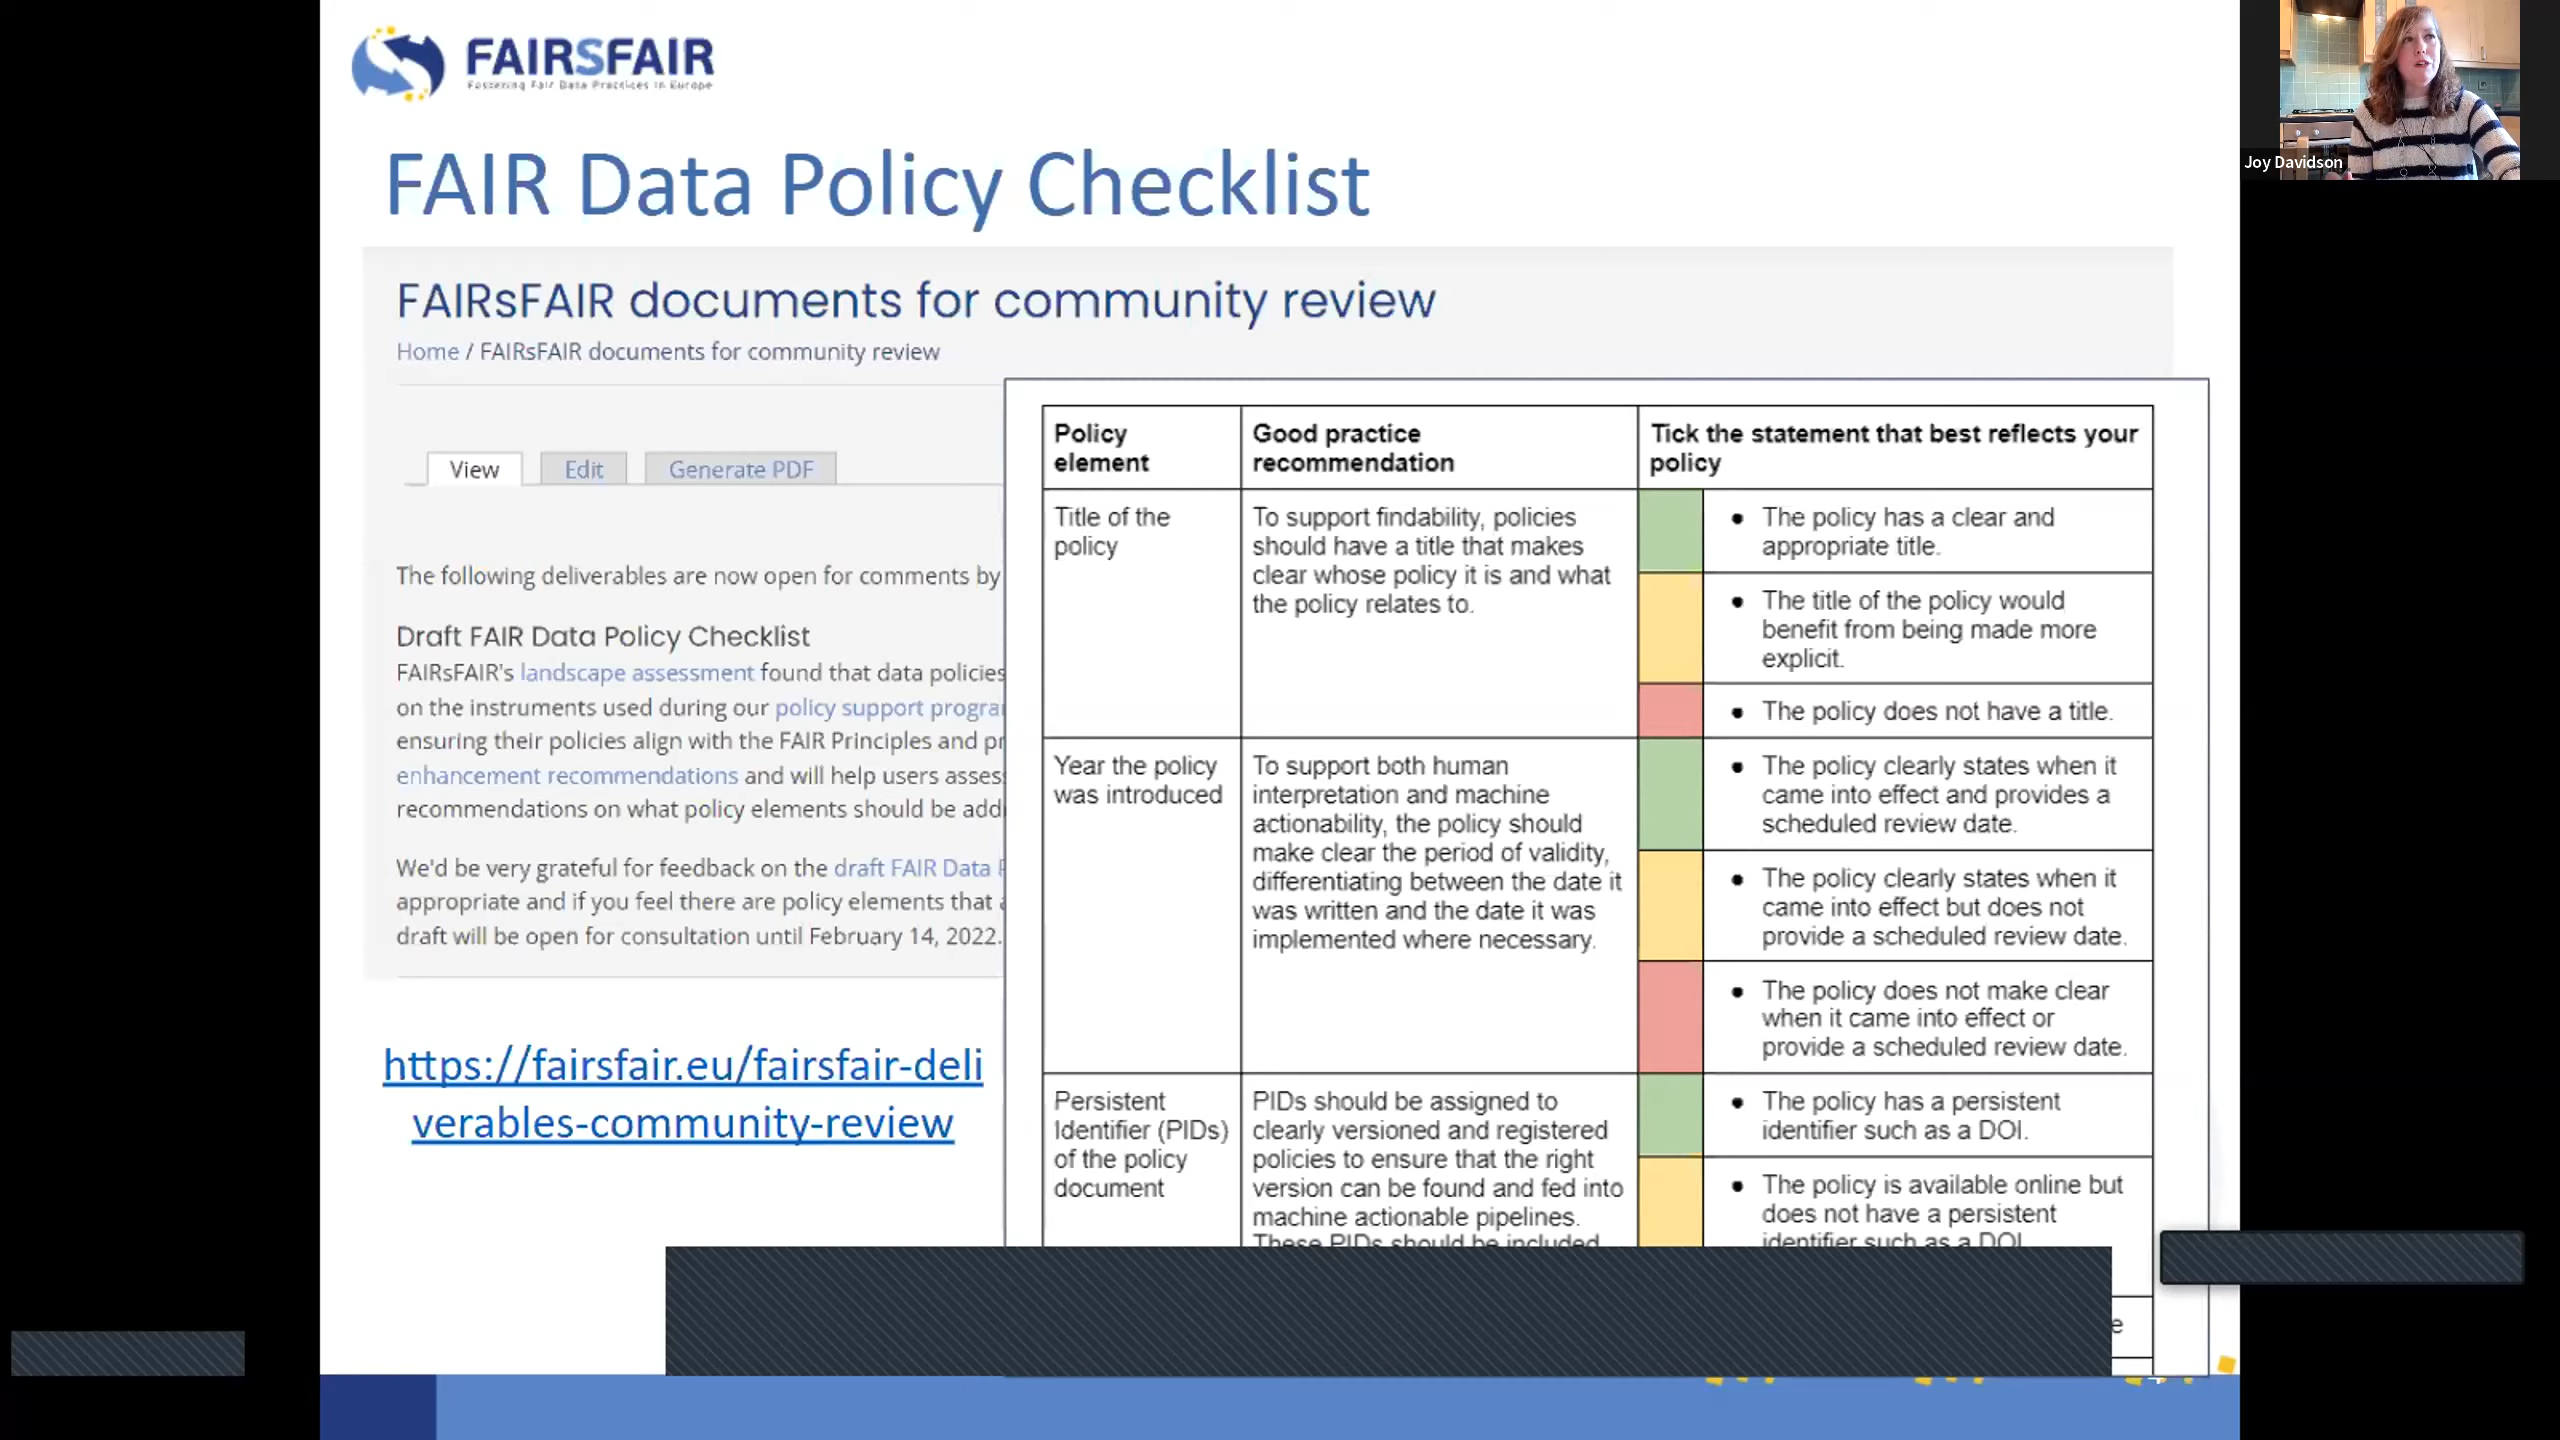 FAIRSFAIR
Fostering Fair Data Practices in Europe
Joy Davidson
FAIR Data Policy Checklist
FAIRsFAIR documents for community review
Home / FAIRsFAIR documents for community review
View
Edit
Generate PDF
The following deliverables are now open for comments by
Draft FAIR Data Policy Checklist
FAIRsFAIR's landscape assessment found that data policies
on the instruments used during our policy support
ensuring their policies align with the FAIR Principles and
enhancement recommendations and will help users
recommendations on what policy elements should be
We'd be very grateful for feedback on the draft FAIR Data
appropriate and if you feel there are policy elements that
draft will be open for consultation until February 14, 2022.
https://fairsfair.eu/fairsfair-deli
verables-community-review
Policy
element
Good practice
recommendation
Tick the statement that best reflects your
policy
Title of the
policy
To support findability, policies
should have a title that makes
clear whose policy it is and what
the policy relates to.
• The policy has a clear and
appropriate title.
• The title of the policy would
benefit from being made more
explicit.
• The policy does not have a title.
Year the policy
was introduced
To support both human
interpretation and machine
actionability, the policy should
make clear the period of validity,
differentiating between the date it
was written and the date it was
implemented where necessary.
• The policy clearly states when it
came into effect and provides a
scheduled review date.
• The policy clearly states when it
came into effect but does not
provide a scheduled review date.
• The policy does not make clear
when it came into effect or
provide a scheduled review date.
Persistent
Identifier (PIDs)
of the policy
document
PIDs should be assigned to
clearly versioned and registered
policies to ensure that the right
version can be found and fed into
machine actionable pipelines.
These PIDs should be included
• The policy has a persistent
identifier such as a DOI.
• The policy is available online but
does not have a persistent
identifier such as a DOI